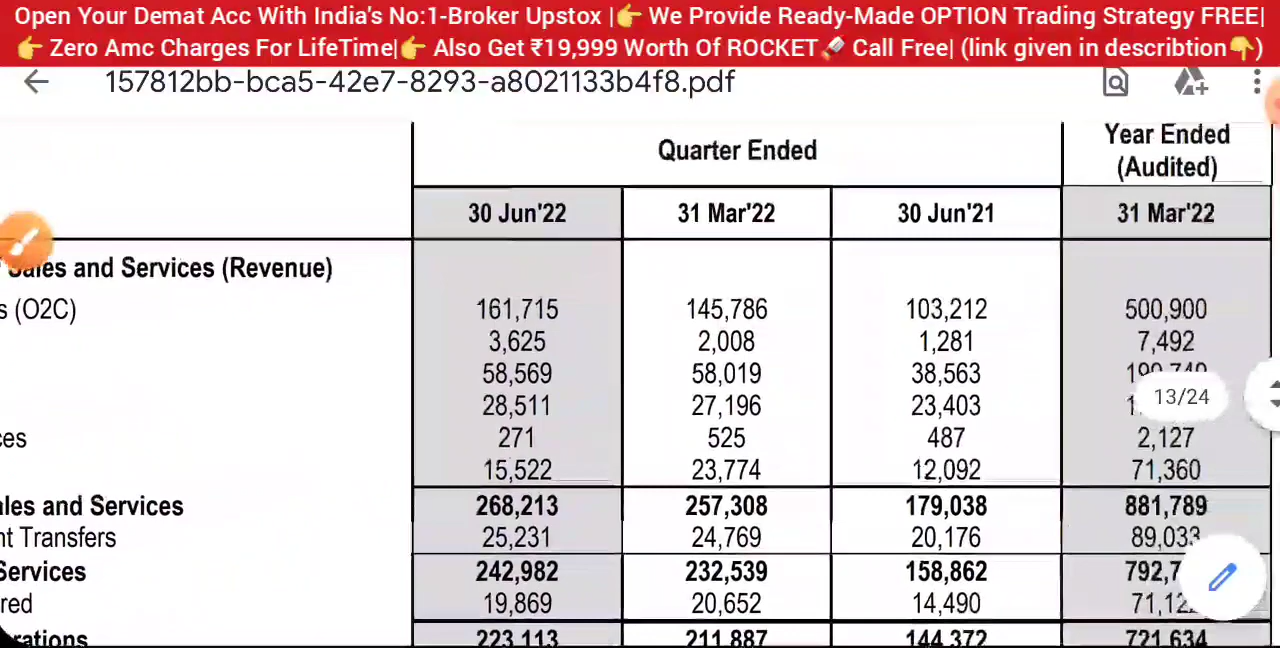 Open Your Demat Acc With India's No:1-Broker Upstox |👉 We Provide Ready-Made OPTION Trading Strategy FREE|
👉 Zero Amc Charges For LifeTime|👉 Also Get ₹19,999 Worth Of ROCKET🚀 Call Free| (link given in describtion👇)
157812bb-bca5-42e7-8293-a8021133b4f8.pdf
Quarter Ended Year Ended (Audited)
30 Jun'22 31 Mar'22 30 Jun'21 31 Mar'22
Sales and Services (Revenue)
s (O2C) 161,715 145,786 103,212 500,900
3,625 2,008 1,281 7,492
58,569 58,019 38,563
28,511 27,196 23,403
13/24
ces 271 525 487 2,127
15,522 23,774 12,092 71,360
ales and Services 268,213 257,308 179,038 881,789
nt Transfers 25,231 24,769 20,176 89,033
Services 242,982 232,539 158,862 792,7
red 19,869 20,652 14,490 71,12
rations 223,113 211,887 144,372 721,634